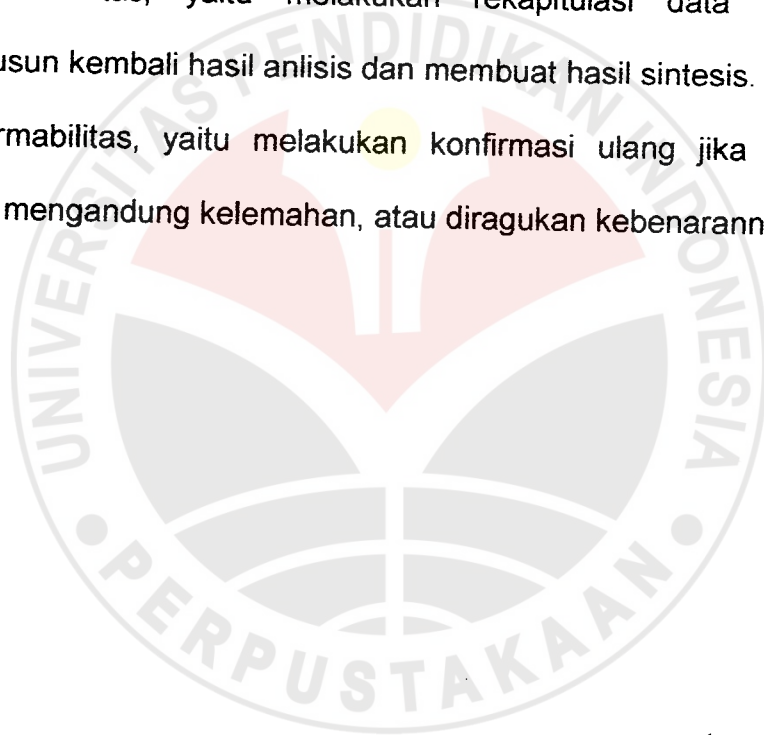 yaitu melakukan rekapitulasi data
usun kembali hasil anlisis dan membuat hasil sintesis.
rmabilitas, yaitu melakukan konfirmasi ulang jika
mengandung kelemahan, atau diragukan kebenarann
UNIVERSITAS PENDIDIKAN INDONESIA
PERPUSTAKAAN